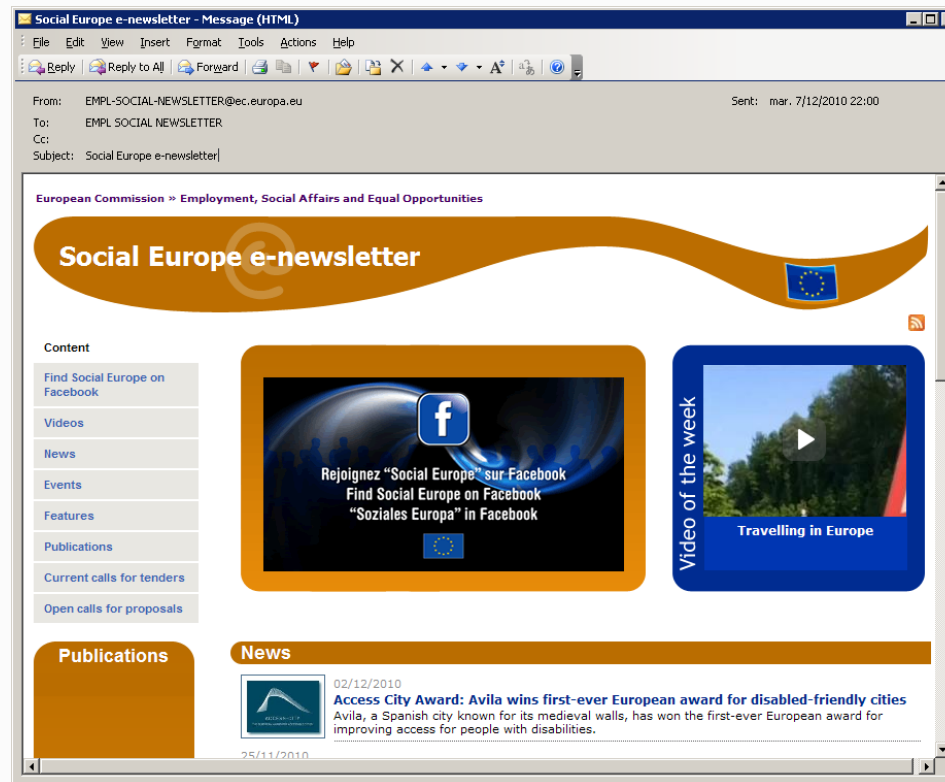 Social Europe e-newsletter - Message (HTML)
File Edit View Insert Format Tools Actions Help
Reply Reply to All Forward
From: EMPL-SOCIAL-NEWSLETTER@ec.europa.eu Sent: mar. 7/12/2010 22:00
To: EMPL SOCIAL NEWSLETTER
Cc:
Subject: Social Europe e-newsletter
European Commission » Employment, Social Affairs and Equal Opportunities
Social Europe e-newsletter
Content
Find Social Europe on
Facebook
Videos
News
Events
Features
Publications
Current calls for tenders
Open calls for proposals
Rejoignez “Social Europe” sur Facebook
Find Social Europe on Facebook
“Soziales Europa” in Facebook
Video of the week
Travelling in Europe
Publications
News
02/12/2010
Access City Award: Avila wins first-ever European award for disabled-friendly cities
Avila, a Spanish city known for its medieval walls, has won the first-ever European award for
improving access for people with disabilities.
25/11/2010